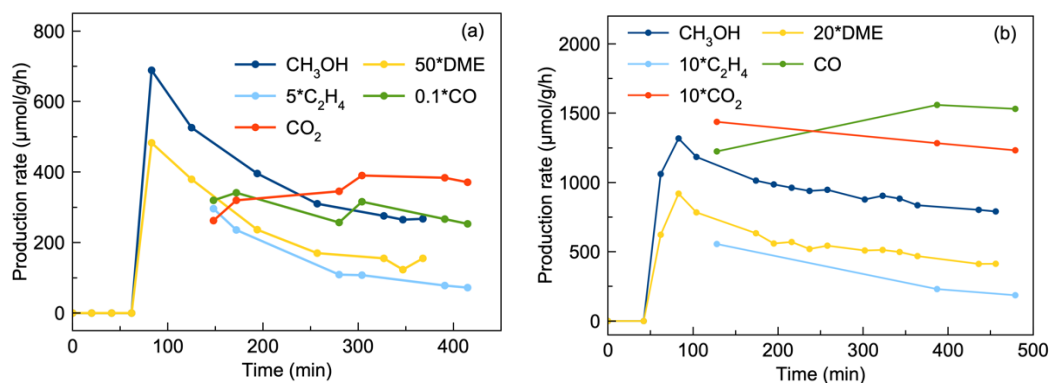 (a)
Production rate (μmol/g/h)
800
600
400
200
0
CH₃OH
50*DME
5*C₂H₄
0.1*CO
CO₂
0 100 200 300 400
Time (min)
(b)
Production rate (μmol/g/h)
2000
1500
1000
500
0
CH₃OH
20*DME
10*C₂H₄
CO
10*CO₂
0 100 200 300 400 500
Time (min)